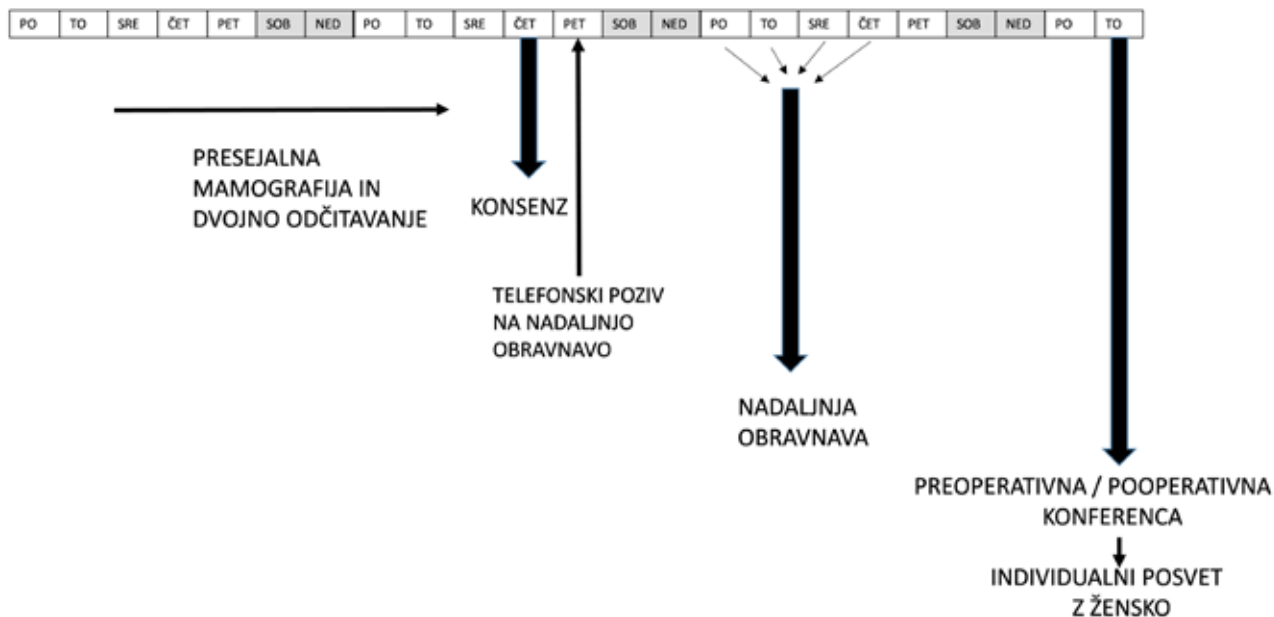 PO TO SRE ČET PET SOB NED PO TO SRE ČET PET SOB NED PO TO SRE ČET PET SOB NED PO TO
PRESEJALNA
MAMOGRAFIJA IN
DVOJNO ODČITAVANJE
KONSENZ
TELEFONSKI POZIV
NA NADALJNJO
OBRAVNAVO
NADALJNJA
OBRAVNAVA
PREOPERATIVNA / POOPERATIVNA
KONFERENCA
INDIVIDUALNI POSVET
Z ŽENSKO